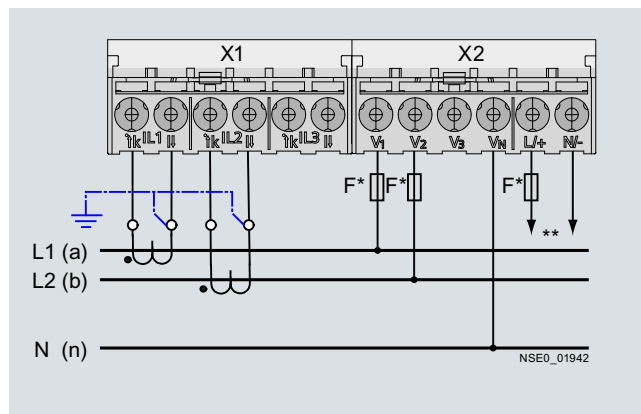 X1 X2
°k IL1 °l °k IL2 °l °k IL3 °l V1 V2 V3 VN L/+ N/-
F* F* F*
**
L1 (a)
L2 (b)
N (n)
NSE0_01942